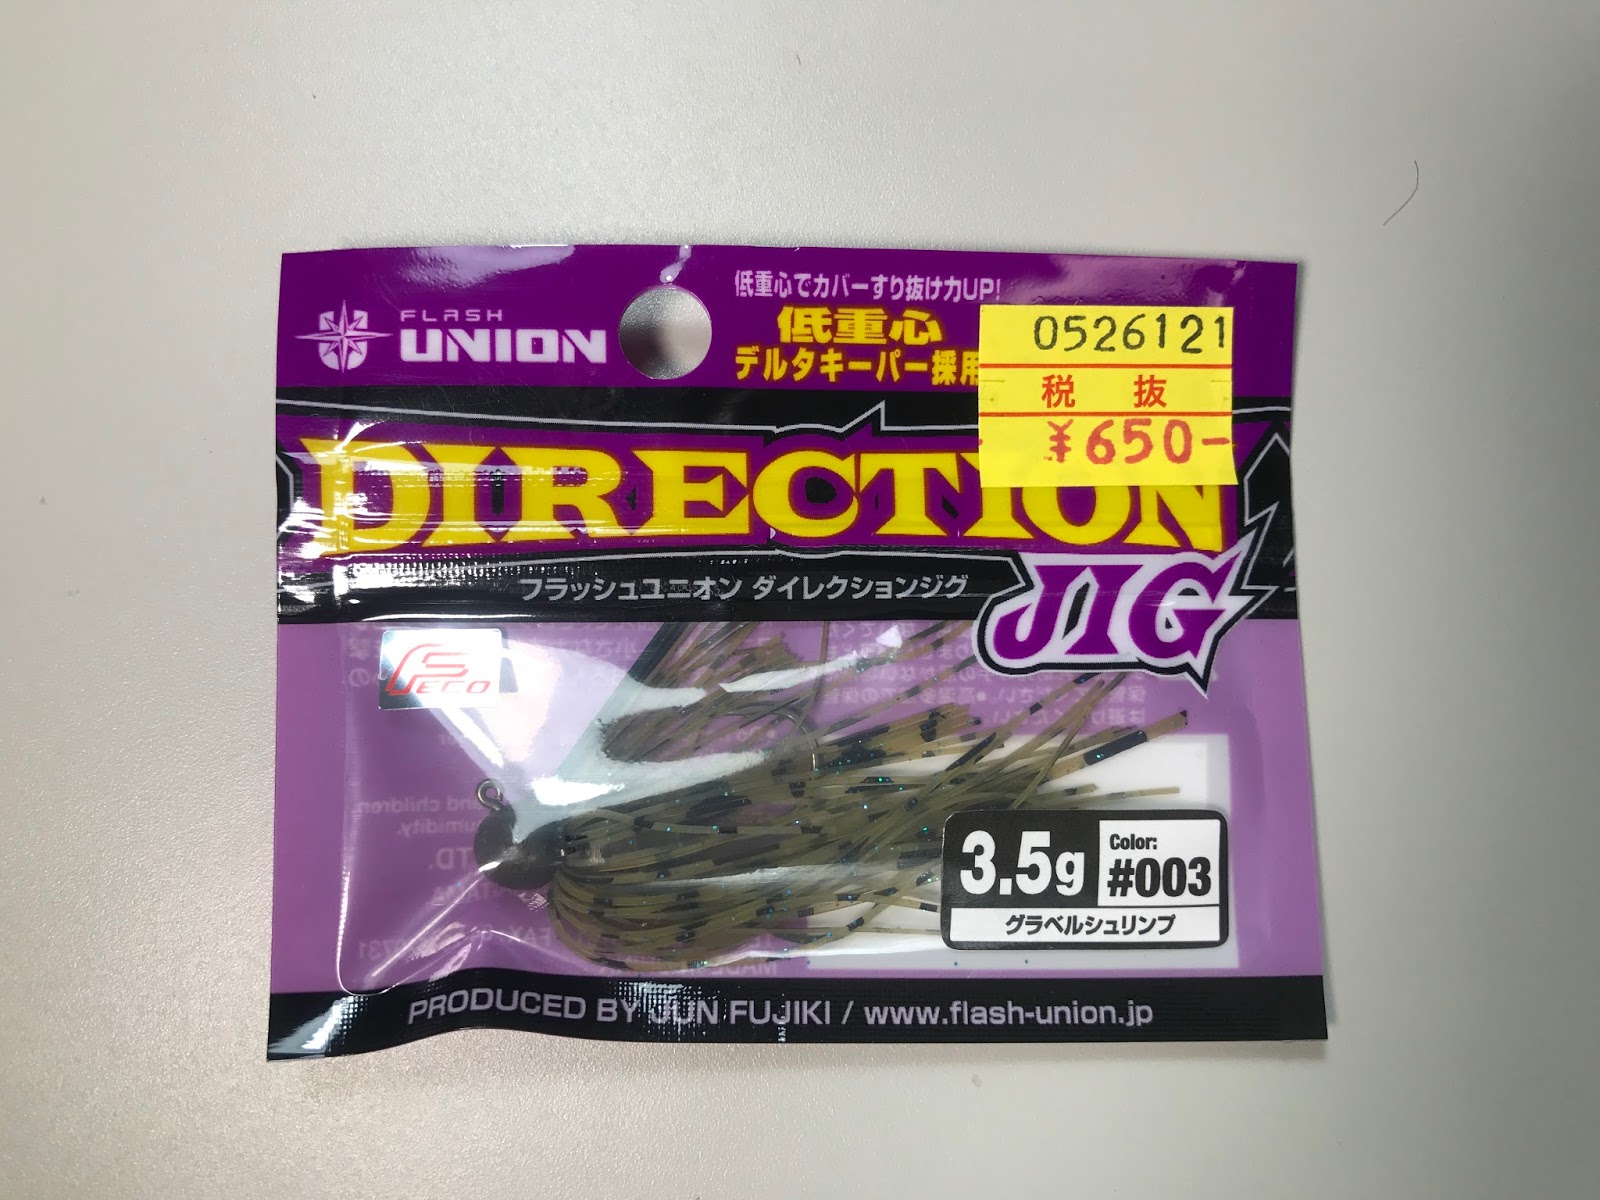 FLASH
UNION
低重心でカバーすり抜け力UP!
低重心
デルタキーパー採用
0526121
税 抜
¥650-
DIRECTION
JIG
フラッシュユニオン ダイレクションジグ
FECO
3.5g
Color:
#003
グラベルシュリンプ
PRODUCED BY JUN FUJIKI / www.flash-union.jp